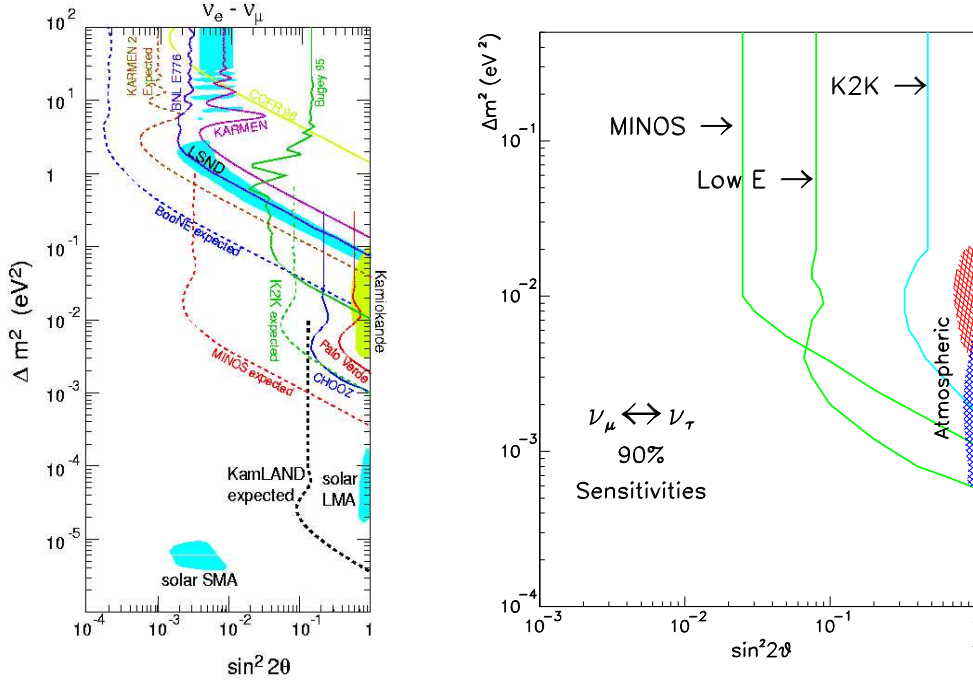 ν_e - ν_μ
10^2
10
1
10^-1
10^-2
10^-3
10^-4
10^-5
Δ m^2 (eV^2)
KARMEN 2
Expected
BNL E776
Bugey 95
CCFR 98
KARMEN
LSND
BooNE expected
K2K expected
MINOS expected
Kamiokande
Palo Verde
CHOOZ
KamLAND
expected
solar
LMA
solar SMA
10^-4
10^-3
10^-2
10^-1
1
sin^2 2θ
Δm^2 (eV^2)
10^-1
10^-2
10^-3
10^-4
MINOS →
Low E →
K2K →
Atmospheric
ν_μ ↔ ν_τ
90%
Sensitivities
10^-3
10^-2
10^-1
sin^2 2ϑ